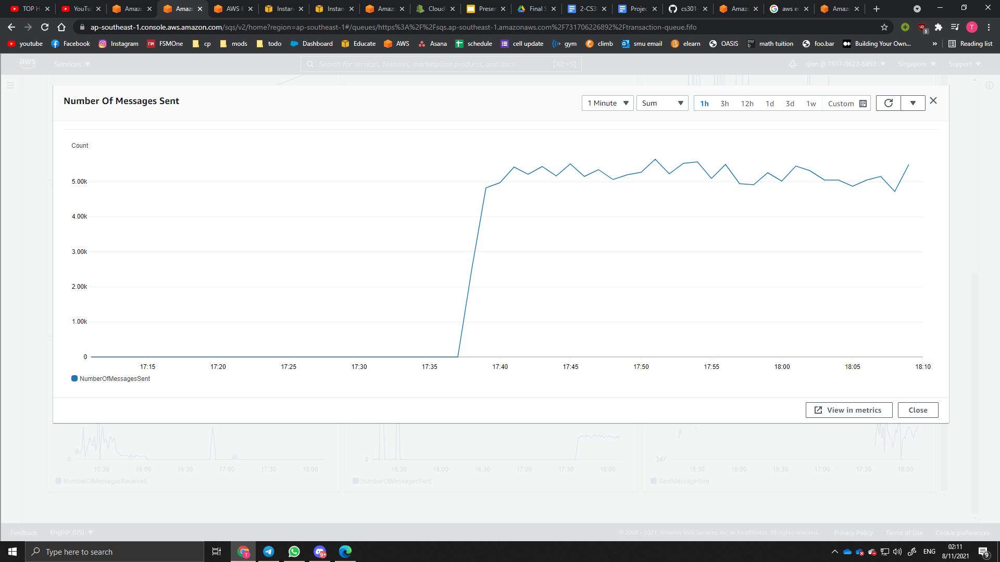 TOP H
YouTu
Amazo
Amazo
AWS E
Instan
Instan
Amazo
Cloud
Presen
Final S
2-CS3
Projec
cs301-
Amazo
aws ec
Amazo
ap-southeast-1.console.aws.amazon.com/sqs/v2/home?region=ap-southeast-1#/queues/https%3A%2F%2Fsqs.ap-southeast-1.amazonaws.com%2F731706226892%2Ftransaction-queue.fifo
1
T
youtube
Facebook
Instagram
FSMOne
cp
mods
todo
Dashboard
Educate
AWS
Asana
schedule
cell update
gym
climb
smu email
elearn
OASIS
math tuition
foo.bar
Building Your Own...
»
Reading list
aws
Services
Search for services, features, marketplace products, and docs
[Alt+S]
qien @ 7317-0622-6892
Singapore
Support
Number Of Messages Sent
1 Minute
Sum
1h
3h
12h
1d
3d
1w
Custom
Count
5.00k
4.00k
3.00k
2.00k
1.00k
0
17:15
17:20
17:25
17:30
17:35
17:40
17:45
17:50
17:55
18:00
18:05
18:10
NumberOfMessagesSent
View in metrics
Close
0
15:30
16:00
16:30
17:00
17:30
18:00
NumberOfMessagesReceived
0
15:30
16:00
16:30
17:00
17:30
18:00
NumberOfMessagesSent
347
15:30
16:00
16:30
17:00
17:30
18:00
SentMessageSize
Feedback
English (US)
© 2008 - 2021, Amazon Web Services, Inc. or its affiliates. All rights reserved.
Privacy Policy
Terms of Use
Cookie preferences
Type here to search
T
9+
ENG
02:11
8/11/2021
9